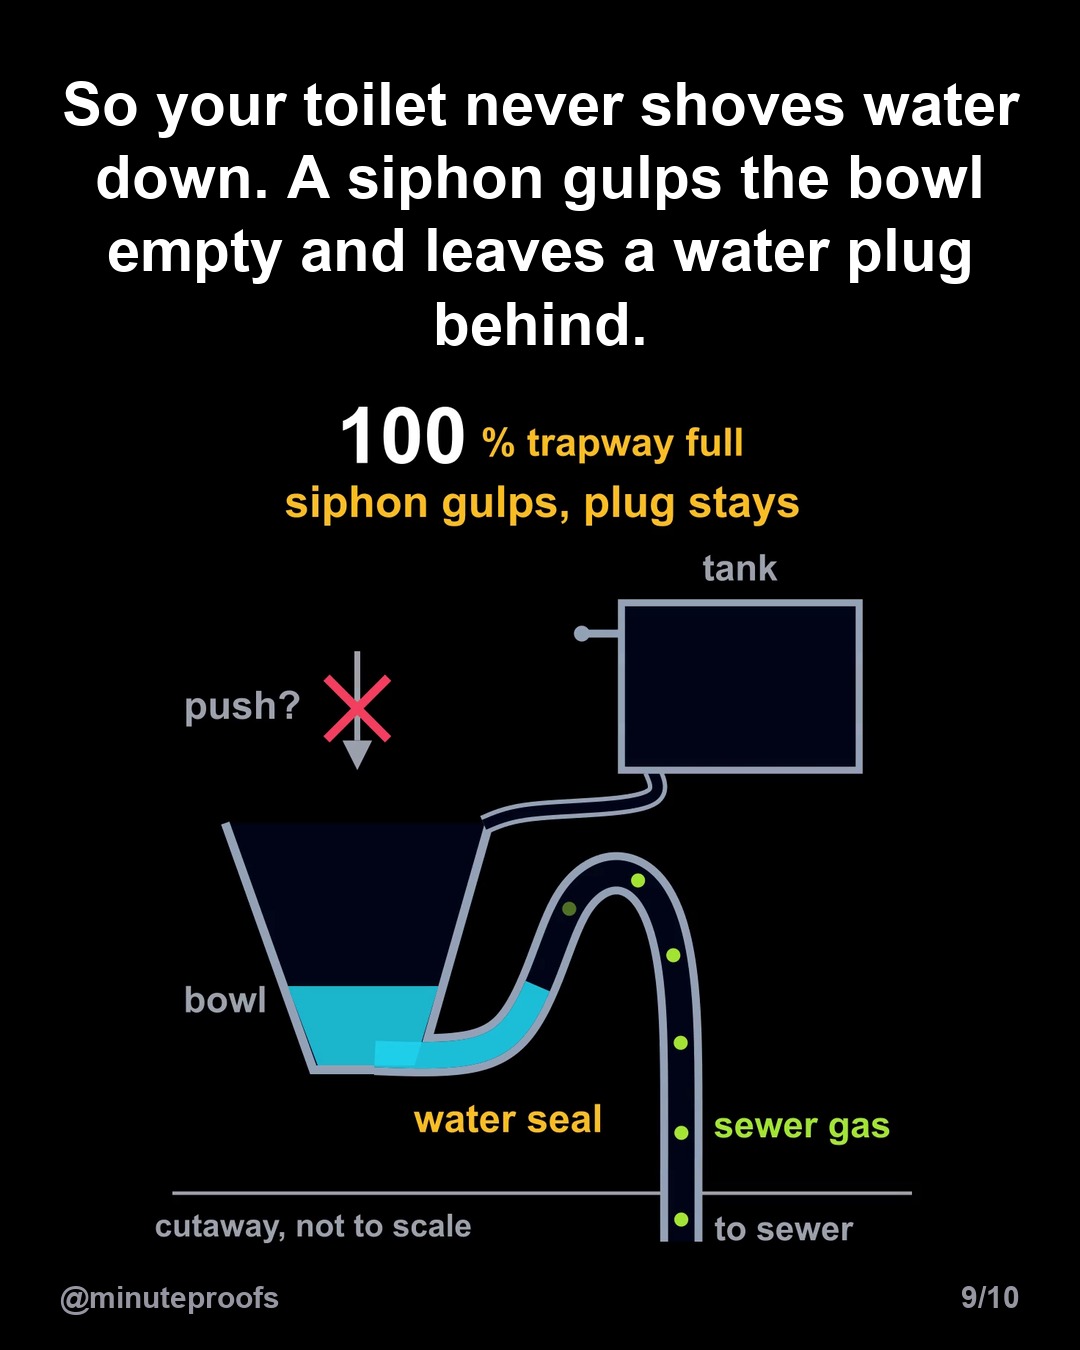 So your toilet never shoves water
down. A siphon gulps the bowl
empty and leaves a water plug
behind.
100 % trapway full
siphon gulps, plug stays
tank
push?
bowl
water seal
sewer gas
cutaway, not to scale
to sewer
@minuteproofs
9/10